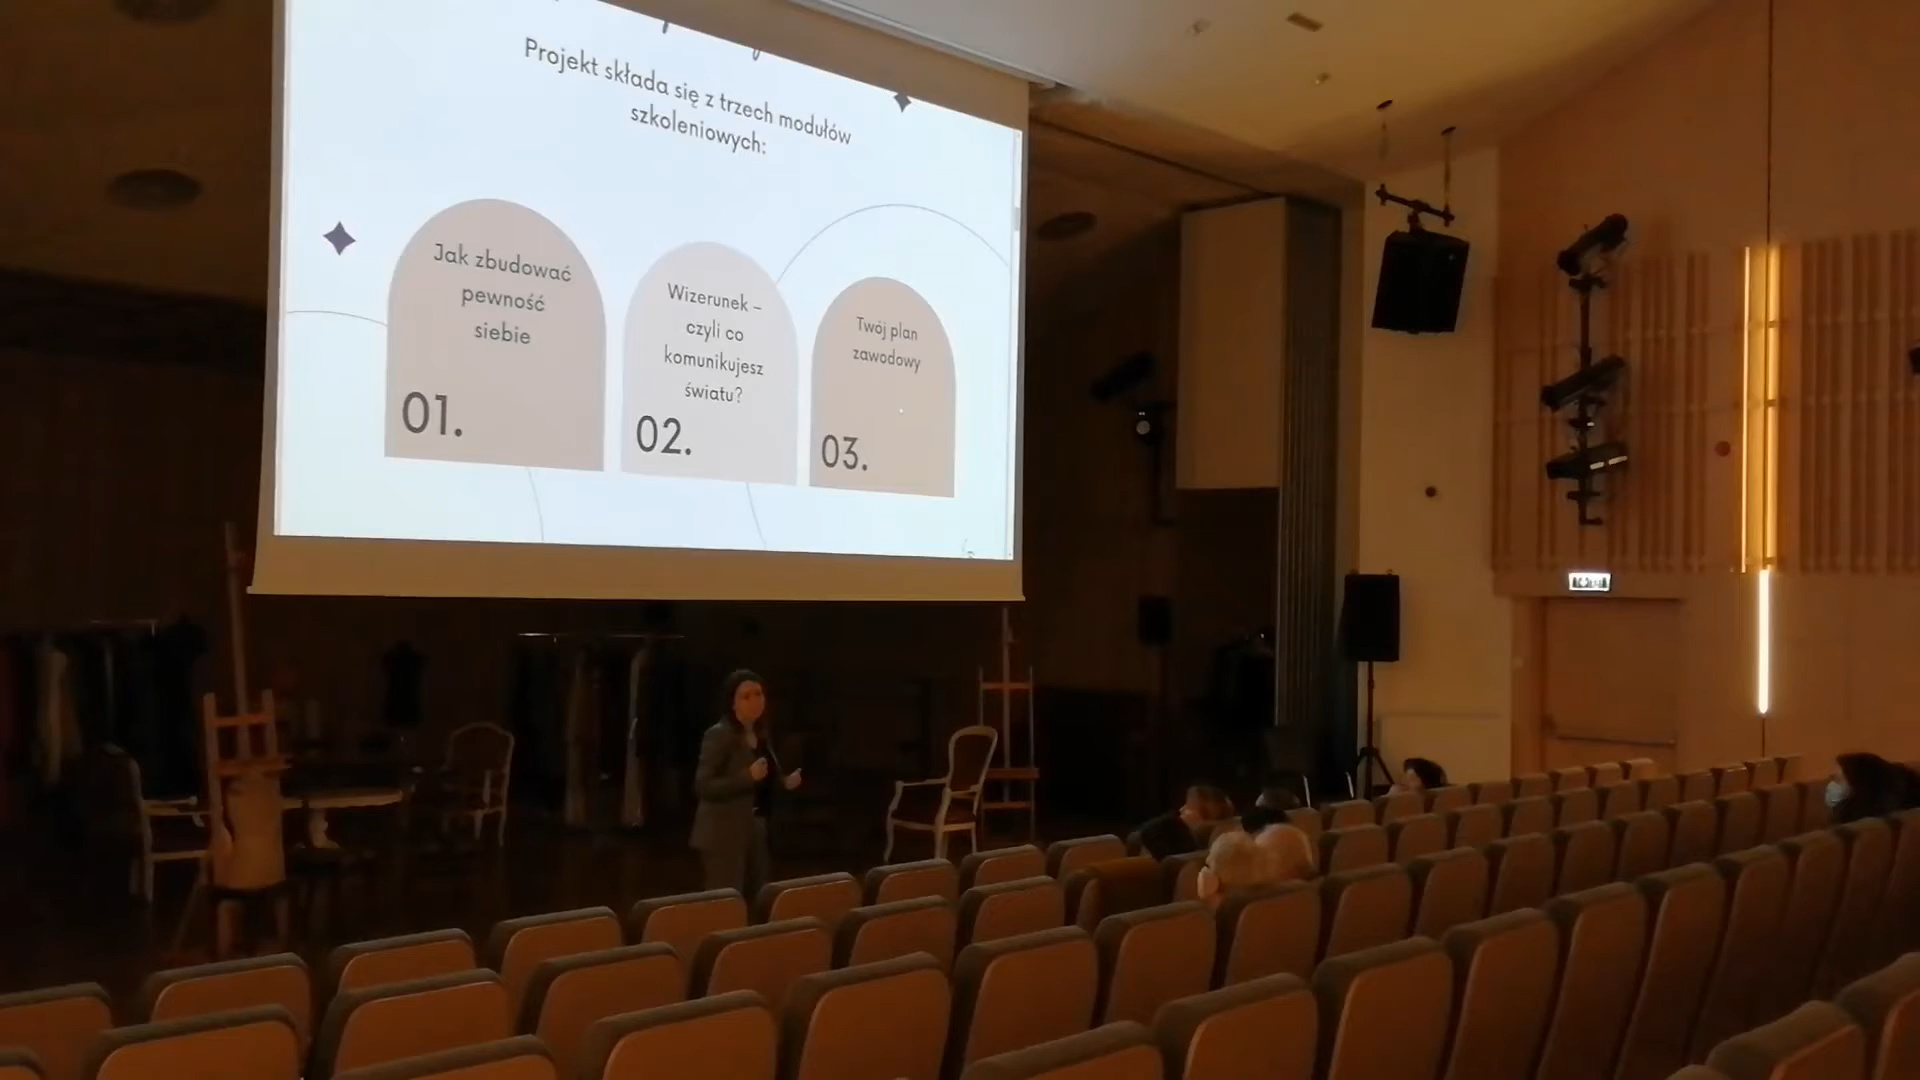 Projekt składa się z trzech modułów
szkoleniowych:
Jak zbudować
pewność
siebie
01.
Wizerunek –
czyli co
komunikujesz
światu?
02.
Twój plan
zawodowy
03.